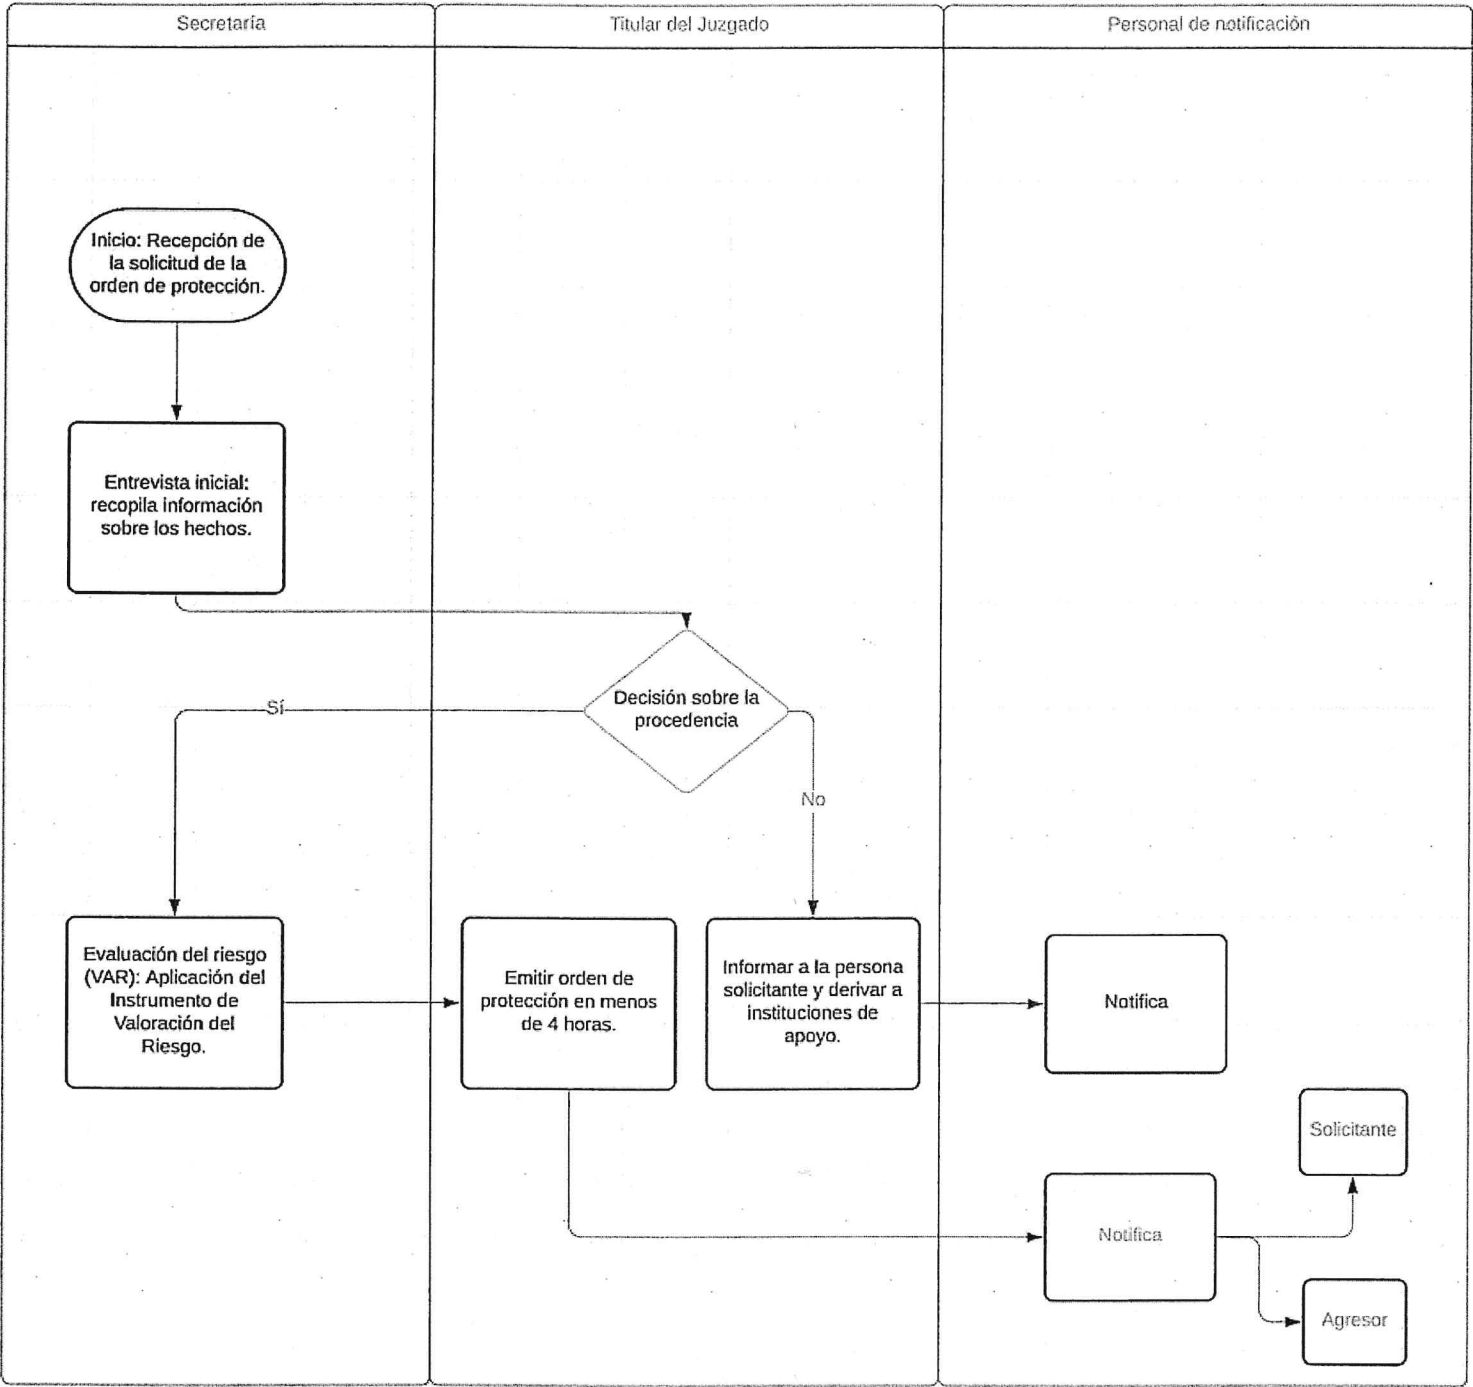 Secretaría
Titular del Juzgado
Personal de notificación
Inicio: Recepción de
la solicitud de la
orden de protección.
Entrevista inicial:
recopila información
sobre los hechos.
Decisión sobre la
procedencia
Sí
No
Evaluación del riesgo
(VAR): Aplicación del
Instrumento de
Valoración del
Riesgo.
Emitir orden de
protección en menos
de 4 horas.
Informar a la persona
solicitante y derivar a
instituciones de
apoyo.
Notifica
Solicitante
Notifica
Agresor